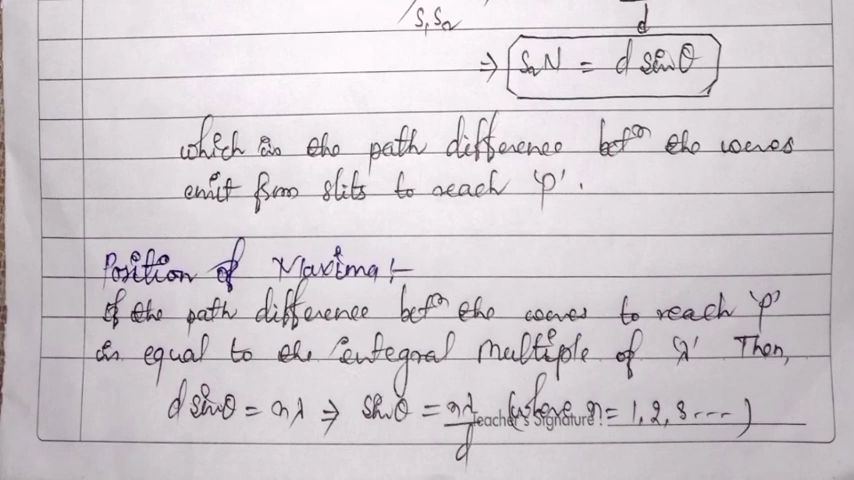 S₁S₂ d
⇒ S₂N = d sinθ
which is the path difference betⁿ the waves
emit from slits to reach 'P'.
Position of Maxima :-
If the path difference betⁿ the waves to reach 'P'
is equal to the integral multiple of 'λ' Then,
d sinθ = nλ ⇒ sinθ = nλ/d (where n = 1, 2, 3 ----)
Teacher's Signature :